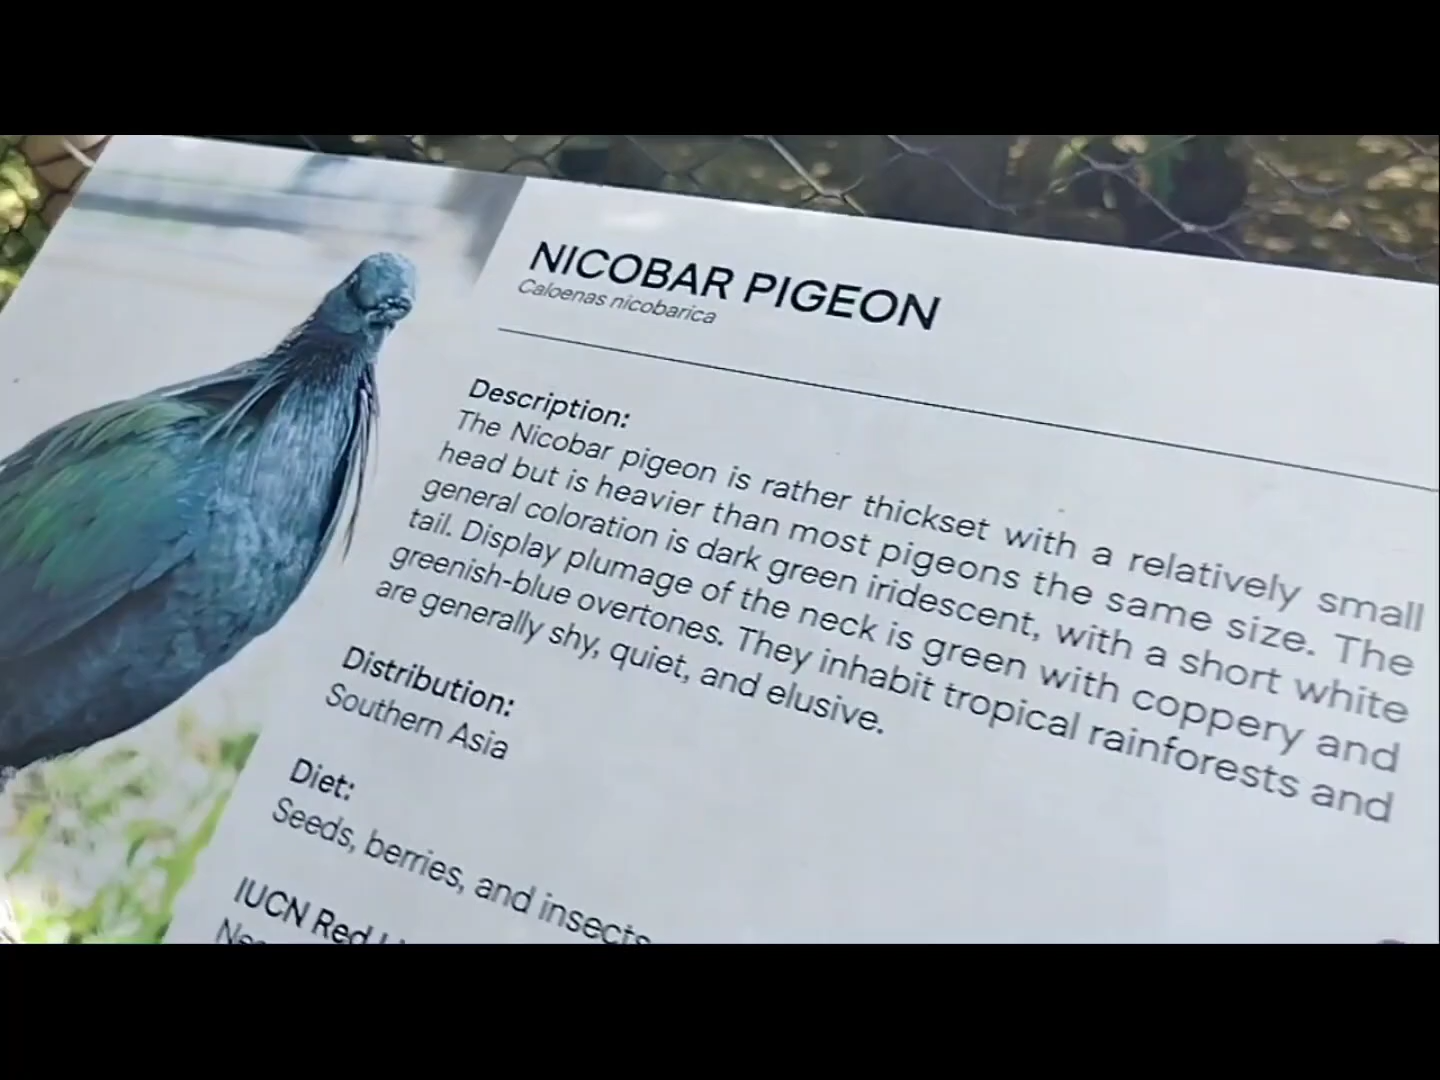 NICOBAR PIGEON
Caloenas nicobarica
Description:
The Nicobar pigeon is rather thickset with a relatively small
head but is heavier than most pigeons the same size. The
general coloration is dark green iridescent, with a short white
tail. Display plumage of the neck is green with coppery and
greenish-blue overtones. They inhabit tropical rainforests and
are generally shy, quiet, and elusive.
Distribution:
Southern Asia
Diet:
Seeds, berries, and insects
IUCN Red